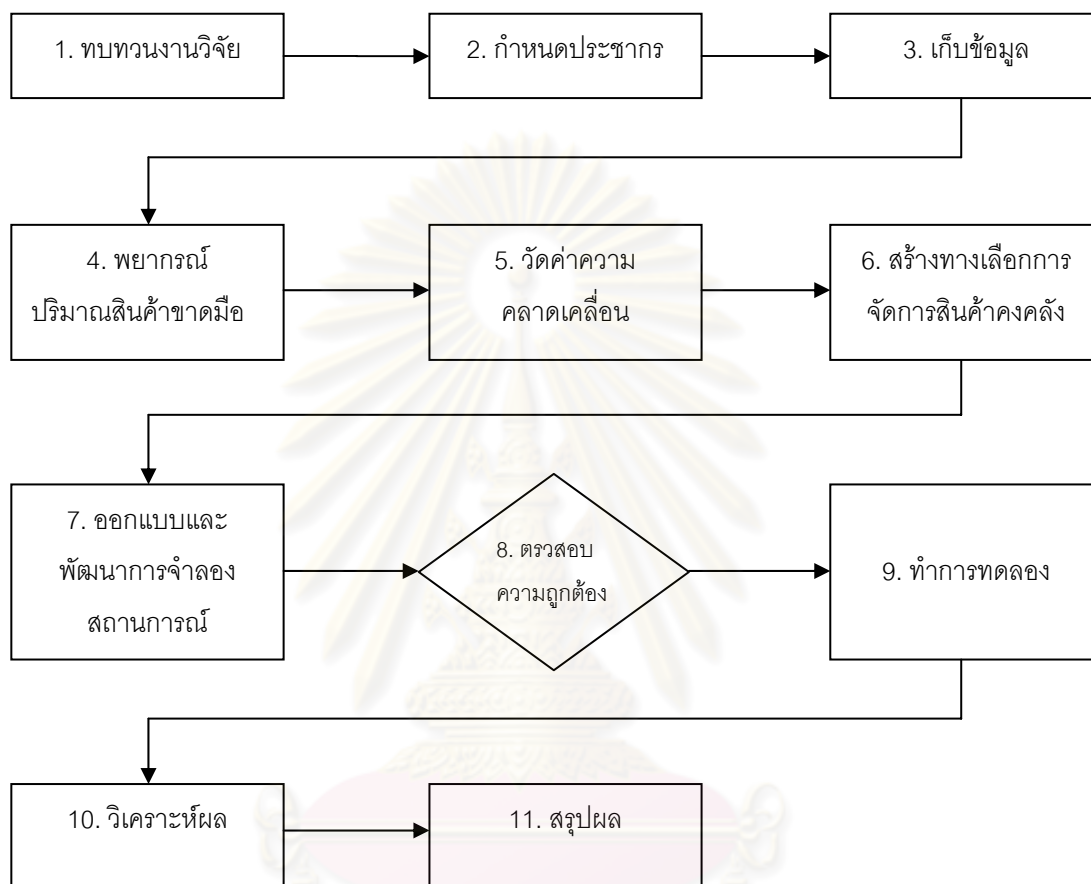 1. ทบทวนงานวิจัย
2. กำหนดประชากร
3. เก็บข้อมูล
4. พยากรณ์
ปริมาณสินค้าขาดมือ
5. วัดค่าความ
คลาดเคลื่อน
6. สร้างทางเลือกการ
จัดการสินค้าคงคลัง
7. ออกแบบและ
พัฒนาการจำลอง
สถานการณ์
8. ตรวสอบ
ความถูกต้อง
9. ทำการทดลอง
10. วิเคราะห์ผล
11. สรุปผล